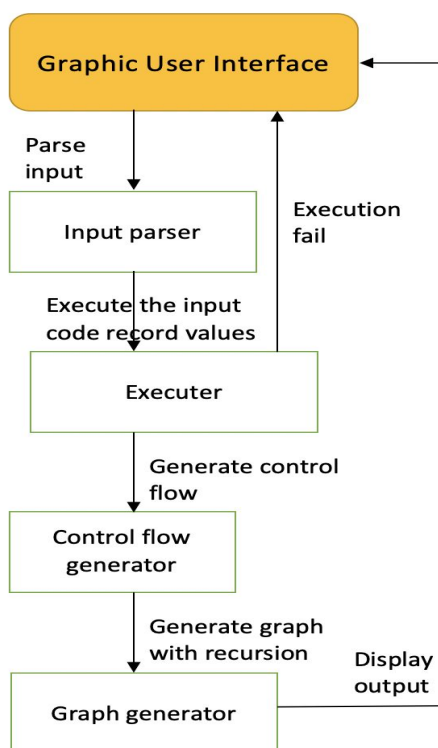 Graphic User Interface
Parse
input
Execution
fail
Input parser
Execute the input
code record values
Executer
Generate control
flow
Control flow
generator
Generate graph
with recursion
Display
output
Graph generator